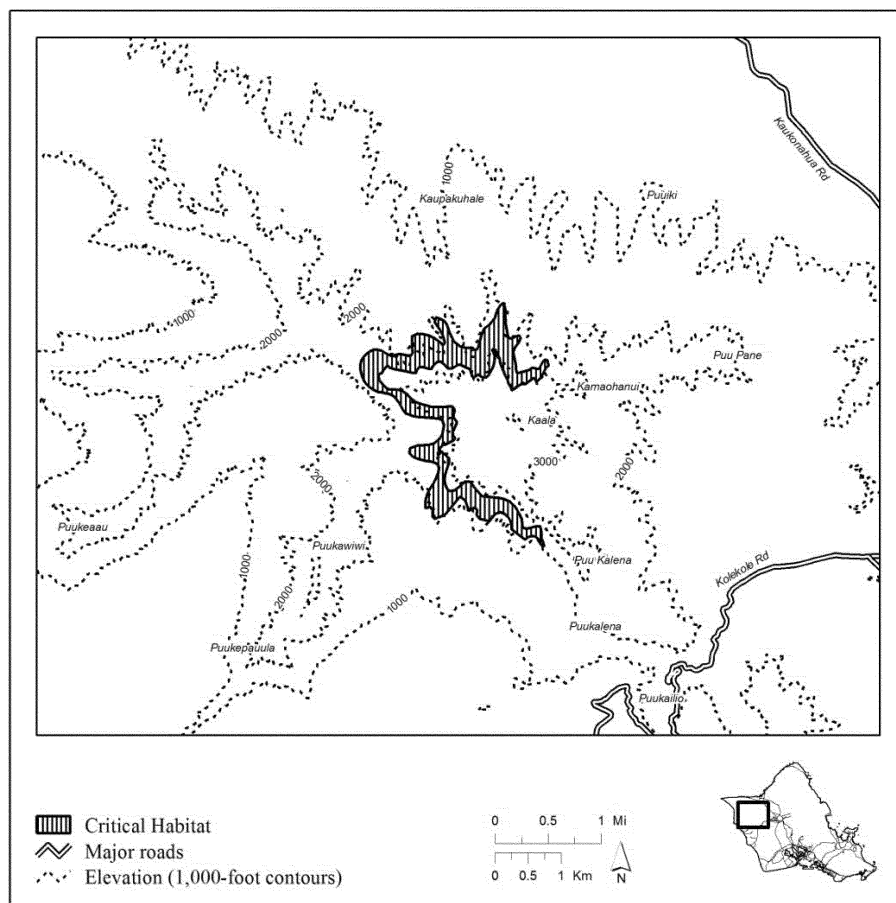 Kaukonahua Rd
1000
Kaupakuhale
Puuiki
1000
2000
2000
Puu Pane
Kamaohanui
Kaala
3000
2000
2000
Puukeaau
Puukawiwi
1000
2000
Puu Kalena
Kolekole Rd
1000
Puukalena
Puukepauula
Puukailio
Critical Habitat
Major roads
Elevation (1,000-foot contours)
0 0.5 1 Mi
0 0.5 1 Km
N